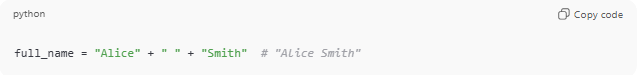 python
Copy code
full_name = "Alice" + " " + "Smith"  # "Alice Smith"